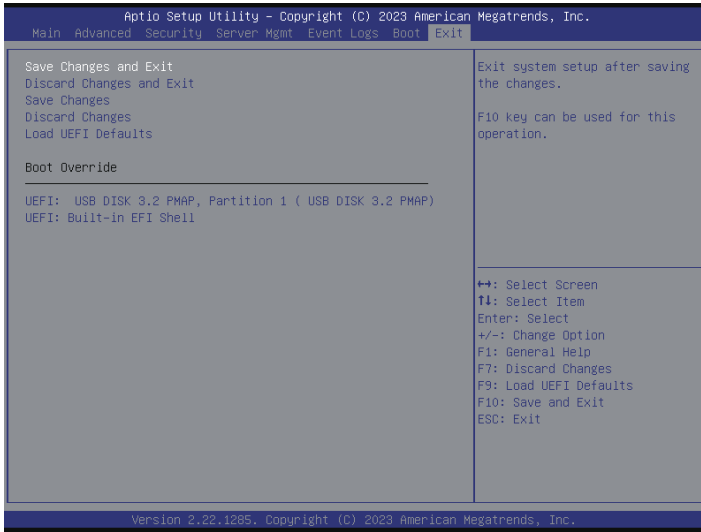 Aptio Setup Utility – Copyright (C) 2023 American Megatrends, Inc.
Main Advanced Security Server Mgmt Event Logs Boot Exit
Save Changes and Exit
Discard Changes and Exit
Save Changes
Discard Changes
Load UEFI Defaults
Boot Override
UEFI: USB DISK 3.2 PMAP, Partition 1 ( USB DISK 3.2 PMAP)
UEFI: Built-in EFI Shell
Exit system setup after saving
the changes.
F10 key can be used for this
operation.
↔: Select Screen
↑↓: Select Item
Enter: Select
+/-: Change Option
F1: General Help
F7: Discard Changes
F9: Load UEFI Defaults
F10: Save and Exit
ESC: Exit
Version 2.22.1285. Copyright (C) 2023 American Megatrends, Inc.